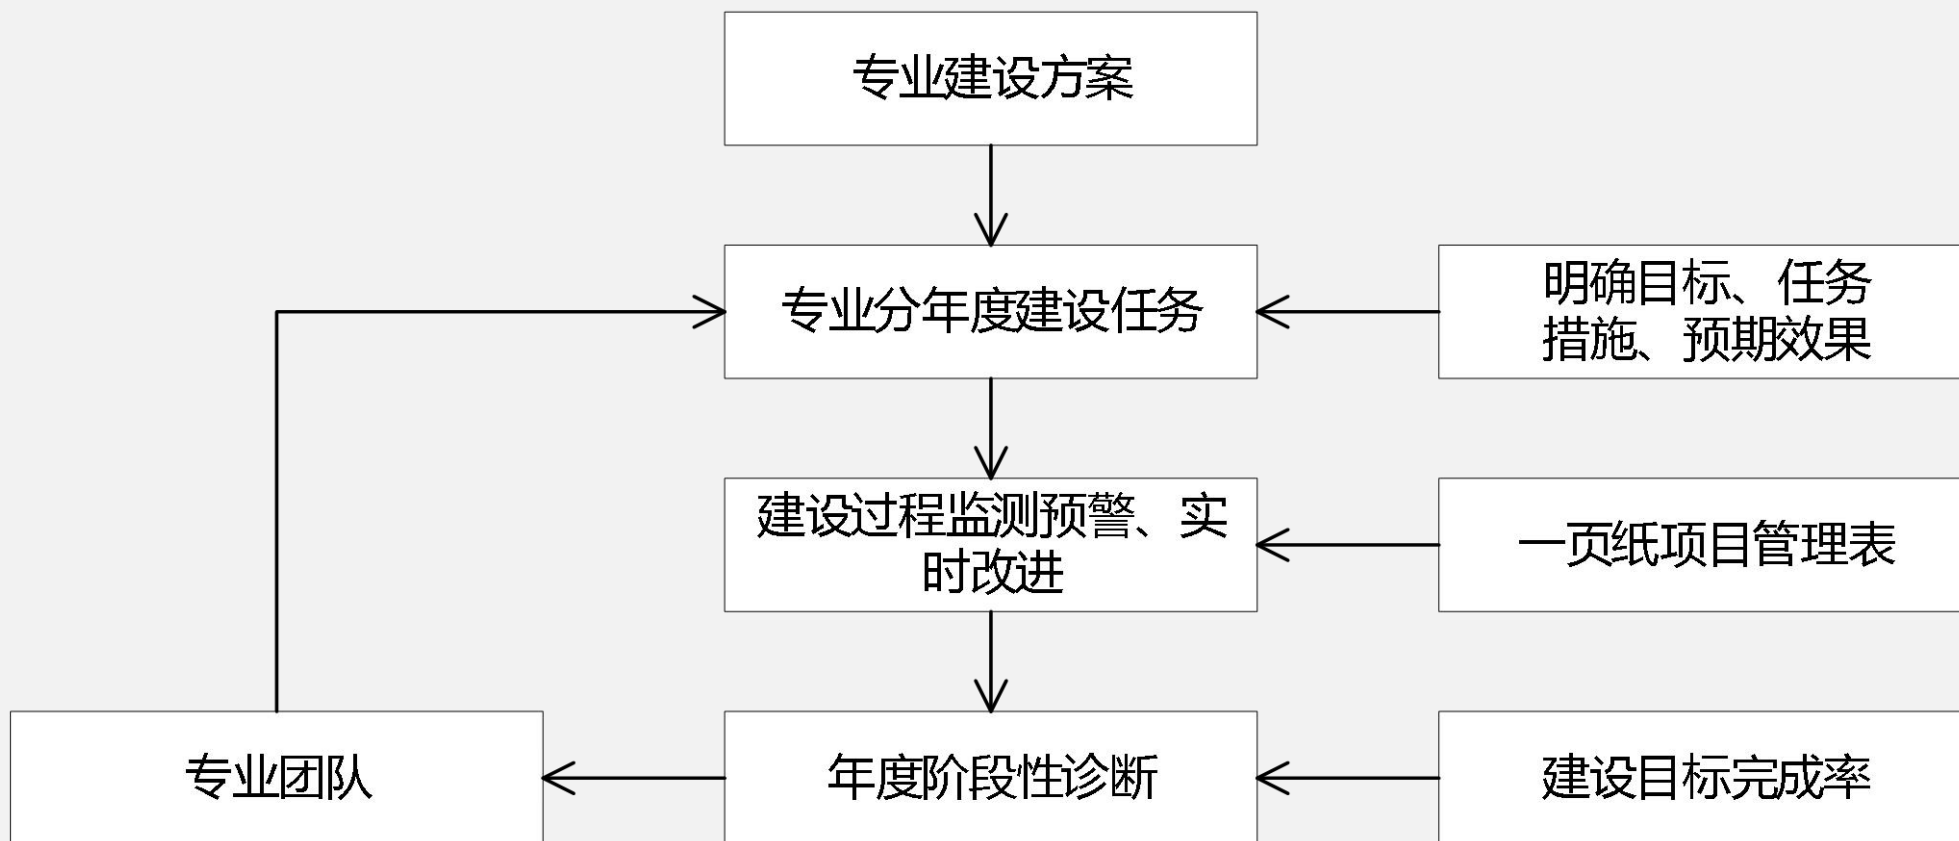 专业建设方案
专业分年度建设任务
明确目标、任务
措施、预期效果
建设过程监测预警、实
时改进
一页纸项目管理表
专业团队
年度阶段性诊断
建设目标完成率